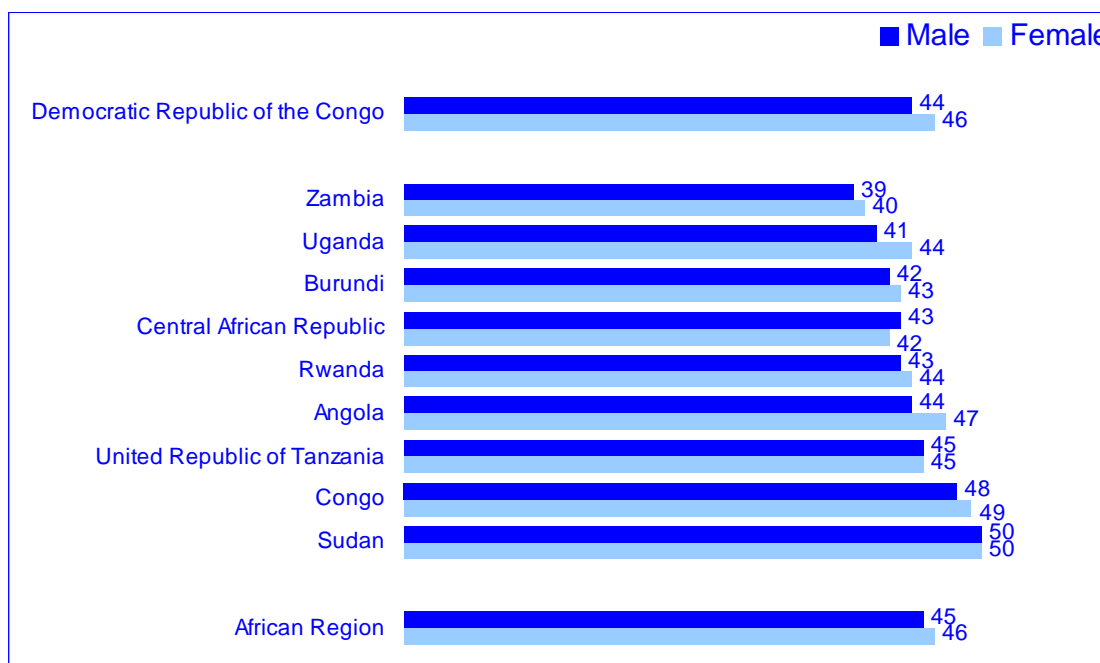 Male Female
Democratic Republic of the Congo 44
46
Zambia 39
40
Uganda 41
44
Burundi 42
43
Central African Republic 43
42
Rwanda 43
44
Angola 44
47
United Republic of Tanzania 45
45
Congo 48
49
Sudan 50
50
African Region 45
46